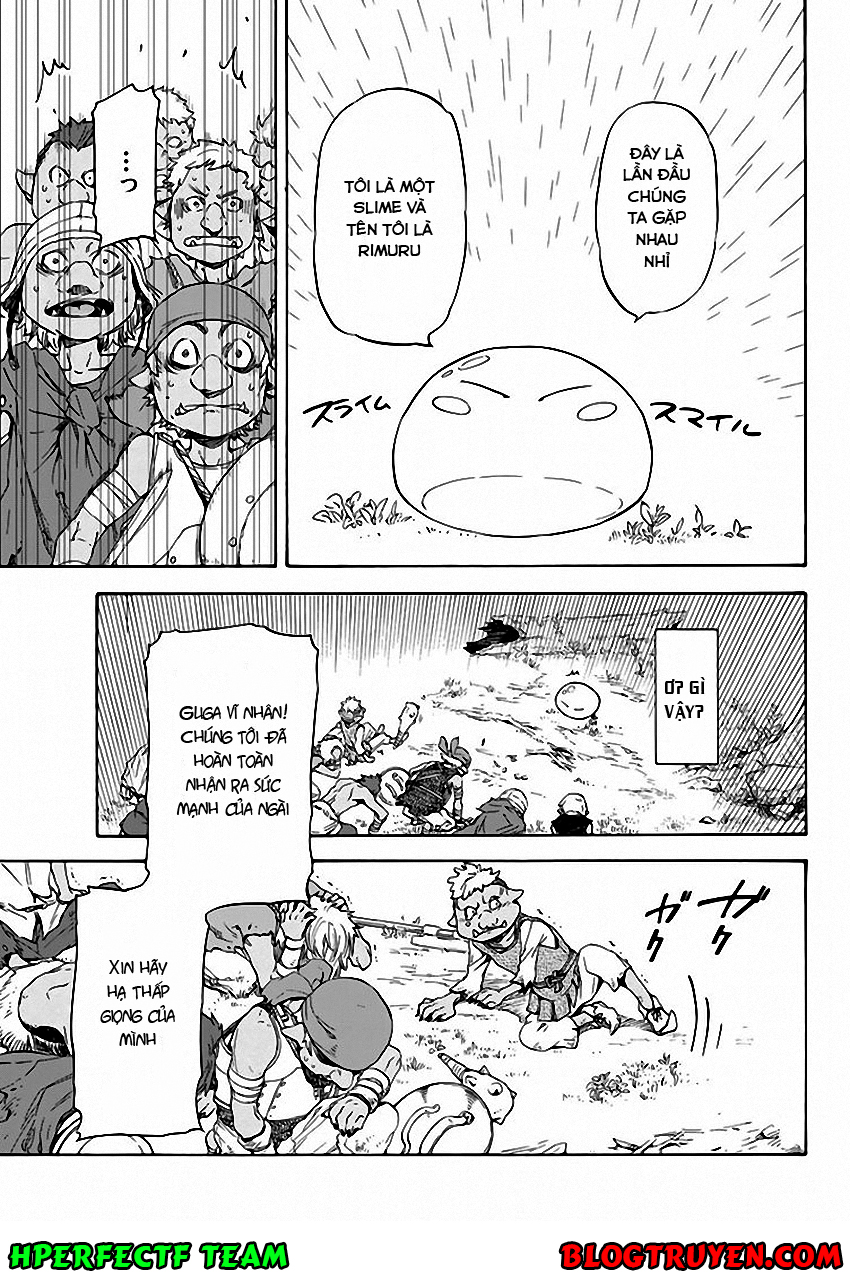 ĐÂY LÀ
LẦN ĐẦU
CHÚNG
TA GẶP
NHAU
NHỈ
TÔI LÀ MỘT
SLIME VÀ
TÊN TÔI LÀ
RIMURU
スマイル
スライム
…っ
Ơ? GÌ
VẬY?
GUGA VĨ NHÂN!
CHÚNG TÔI ĐÃ
HOÀN TOÀN
NHẬN RA SỨC
MẠNH CỦA NGÀI
ガク
ガク
XIN HÃY
HẠ THẤP
GIỌNG CỦA
MÌNH
HPERFECTF TEAM
BLOGTRUYEN.COM